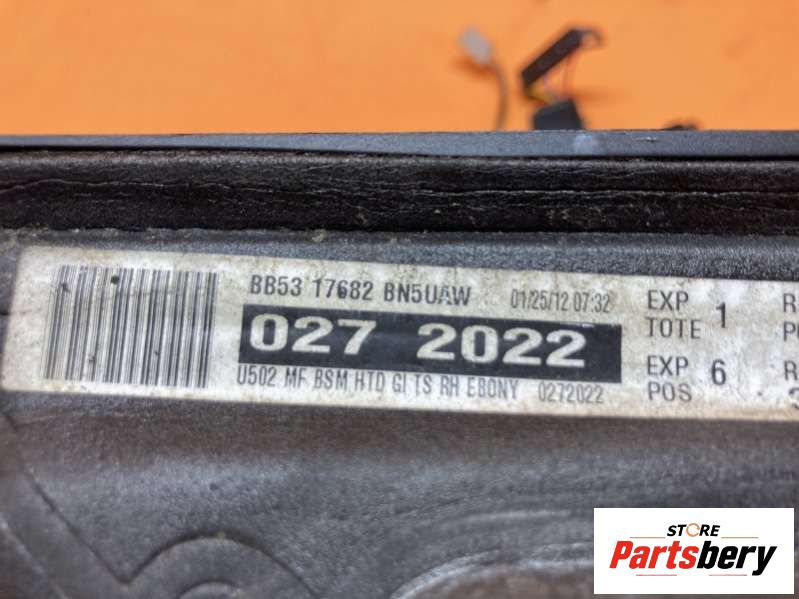 BB53 17682 BN5UAW 01/25/12 07:32
027 2022
U502 MF BSM HTD GI TS RH EBONY 0272022
EXP TOTE 1
EXP POS 6
STORE
Partsbery